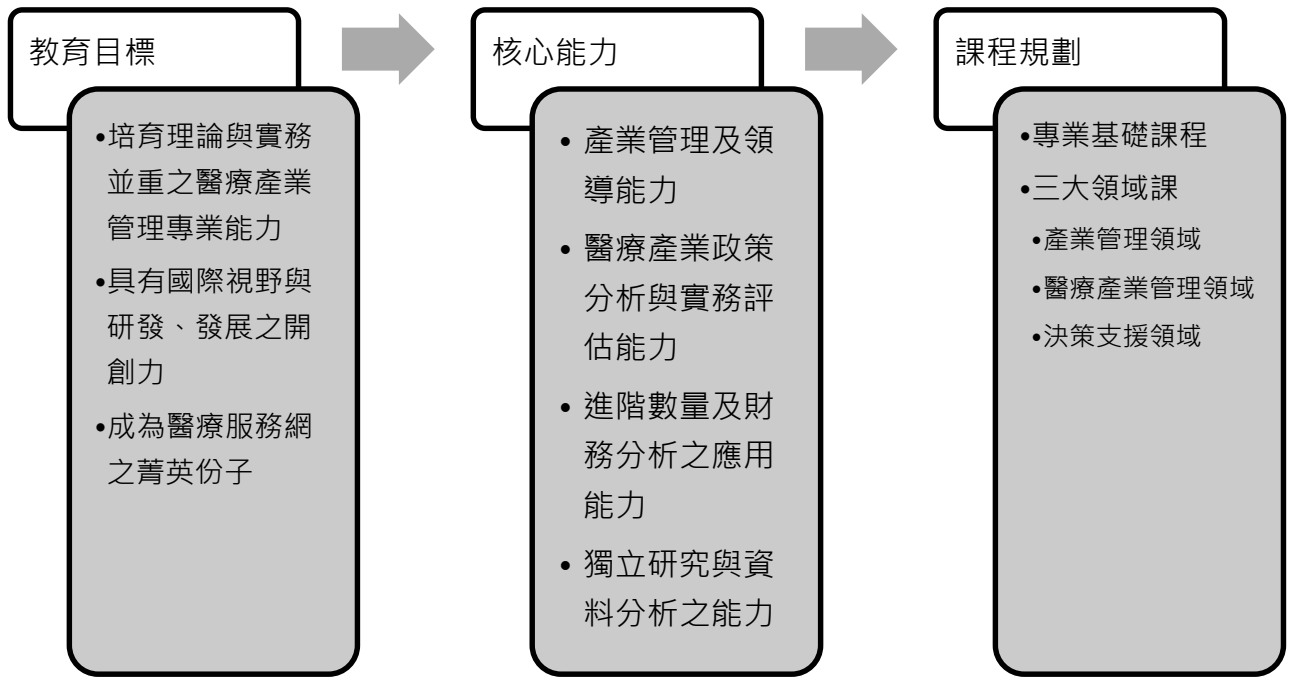 教育目標
•培育理論與實務
並重之醫療產業
管理專業能力
•具有國際視野與
研發、發展之開
創力
•成為醫療服務網
之菁英份子
核心能力
• 產業管理及領
導能力
• 醫療產業政策
分析與實務評
估能力
• 進階數量及財
務分析之應用
能力
• 獨立研究與資
料分析之能力
課程規劃
•專業基礎課程
•三大領域課
•產業管理領域
•醫療產業管理領域
•決策支援領域